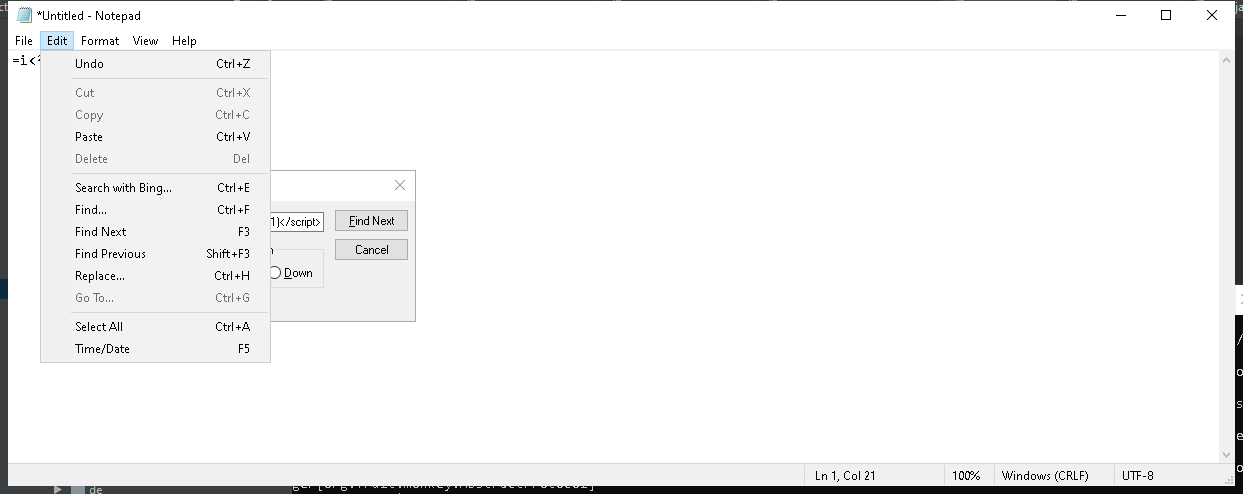 *Untitled - Notepad
File Edit Format View Help
=i<
Undo Ctrl+Z
Cut Ctrl+X
Copy Ctrl+C
Paste Ctrl+V
Delete Del
Search with Bing... Ctrl+E
Find... Ctrl+F
Find Next F3
Find Previous Shift+F3
Replace... Ctrl+H
Go To... Ctrl+G
Select All Ctrl+A
Time/Date F5
1)</script> Find Next
Cancel
Down
Ln 1, Col 21 100% Windows (CRLF) UTF-8
de